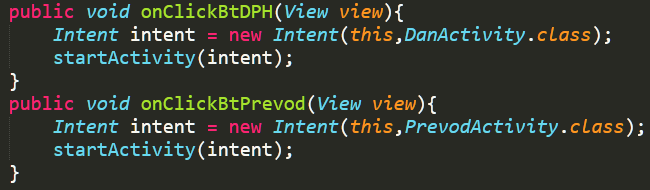 public void onClickBtDPH(View view){
    Intent intent = new Intent(this,DanActivity.class);
    startActivity(intent);
}
public void onClickBtPrevod(View view){
    Intent intent = new Intent(this,PrevodActivity.class);
    startActivity(intent);
}